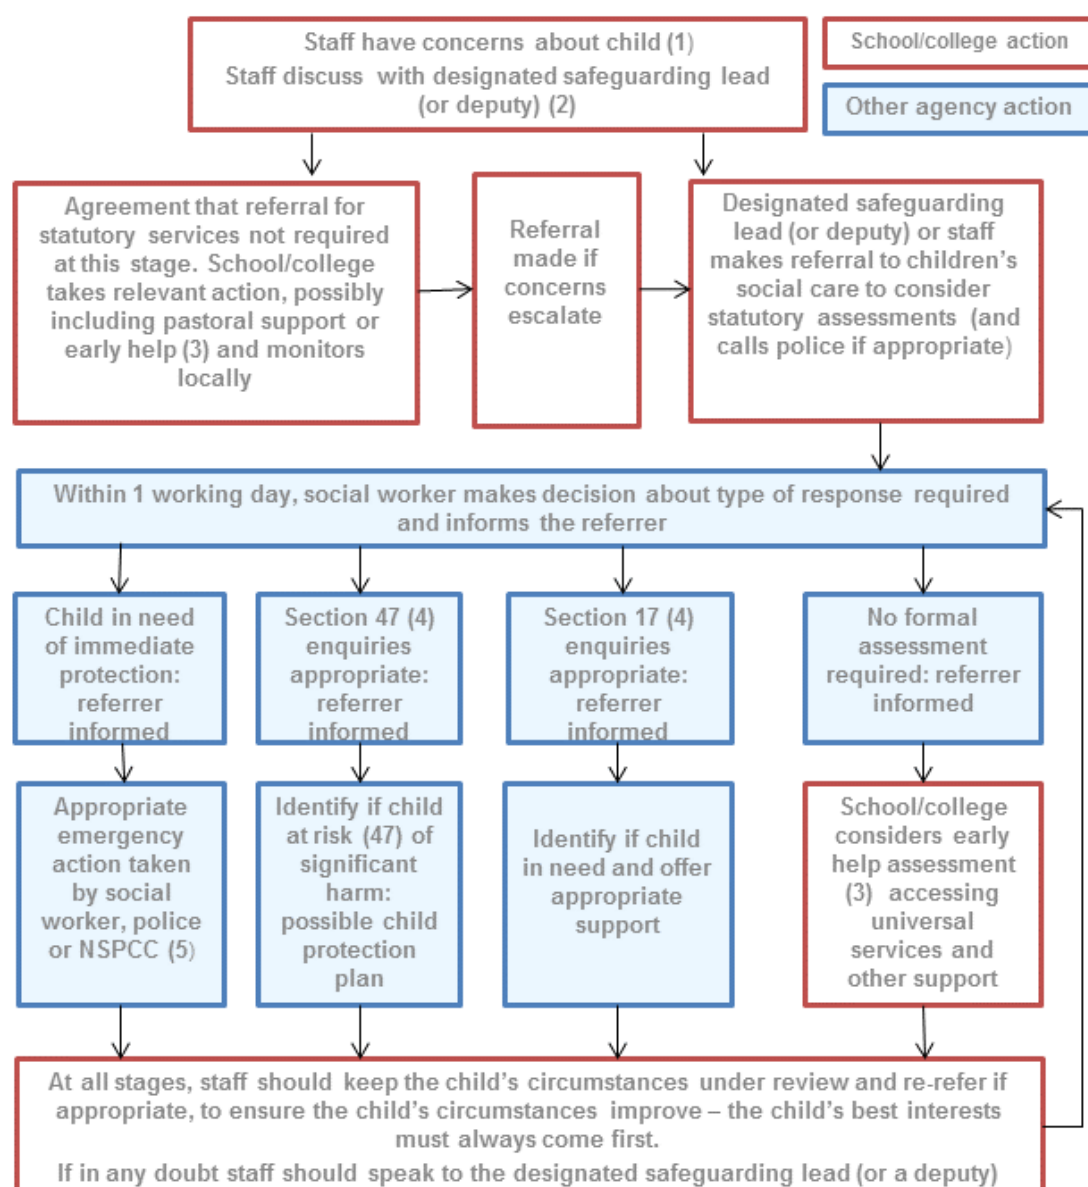 Staff have concerns about child (1)
Staff discuss with designated safeguarding lead
(or deputy) (2)
School/college action
Other agency action
Agreement that referral for
statutory services not required
at this stage. School/college
takes relevant action, possibly
including pastoral support or
early help (3) and monitors
locally
Referral
made if
concerns
escalate
Designated safeguarding
lead (or deputy) or staff
makes referral to children's
social care to consider
statutory assessments (and
calls police if appropriate)
Within 1 working day, social worker makes decision about type of response required
and informs the referrer
Child in need
of immediate
protection:
referrer
informed
Section 47 (4)
enquiries
appropriate:
referrer
informed
Section 17 (4)
enquiries
appropriate:
referrer
informed
No formal
assessment
required: referrer
informed
Appropriate
emergency
action taken
by social
worker, police
or NSPCC (5)
Identify if child
at risk (47) of
significant
harm:
possible child
protection
plan
Identify if child
in need and offer
appropriate
support
School/college
considers early
help assessment
(3) accessing
universal
services and
other support
At all stages, staff should keep the child's circumstances under review and re-refer if
appropriate, to ensure the child's circumstances improve – the child's best interests
must always come first.
If in any doubt staff should speak to the designated safeguarding lead (or a deputy)